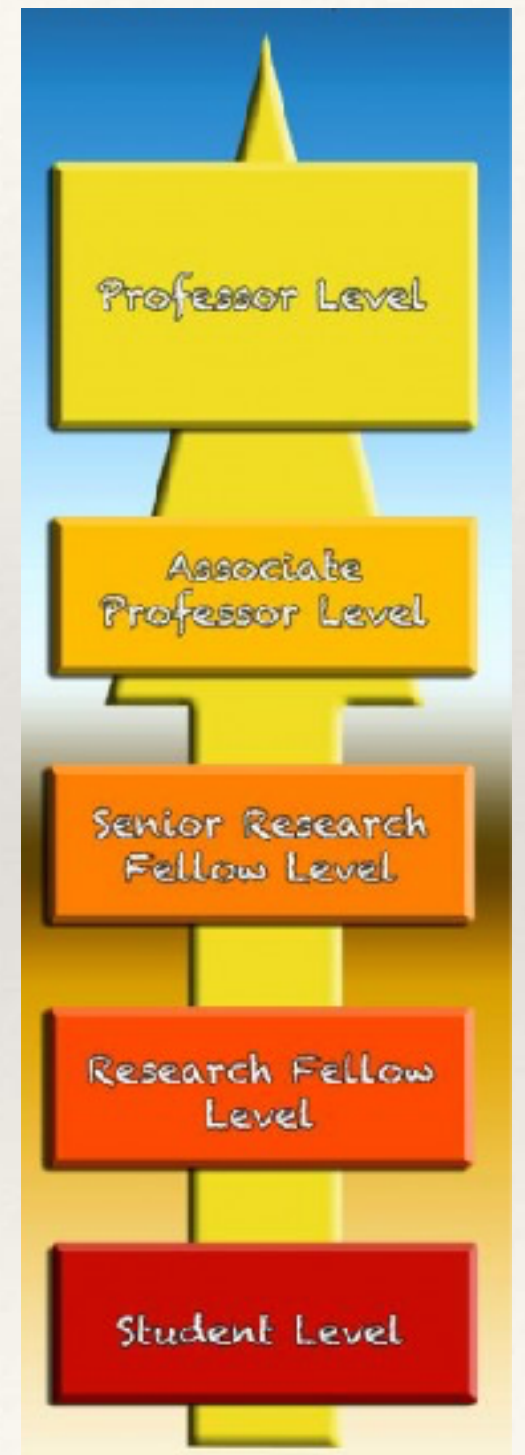 Professor Level
Associate
Professor Level
Senior Research
Fellow Level
Research Fellow
Level
Student Level